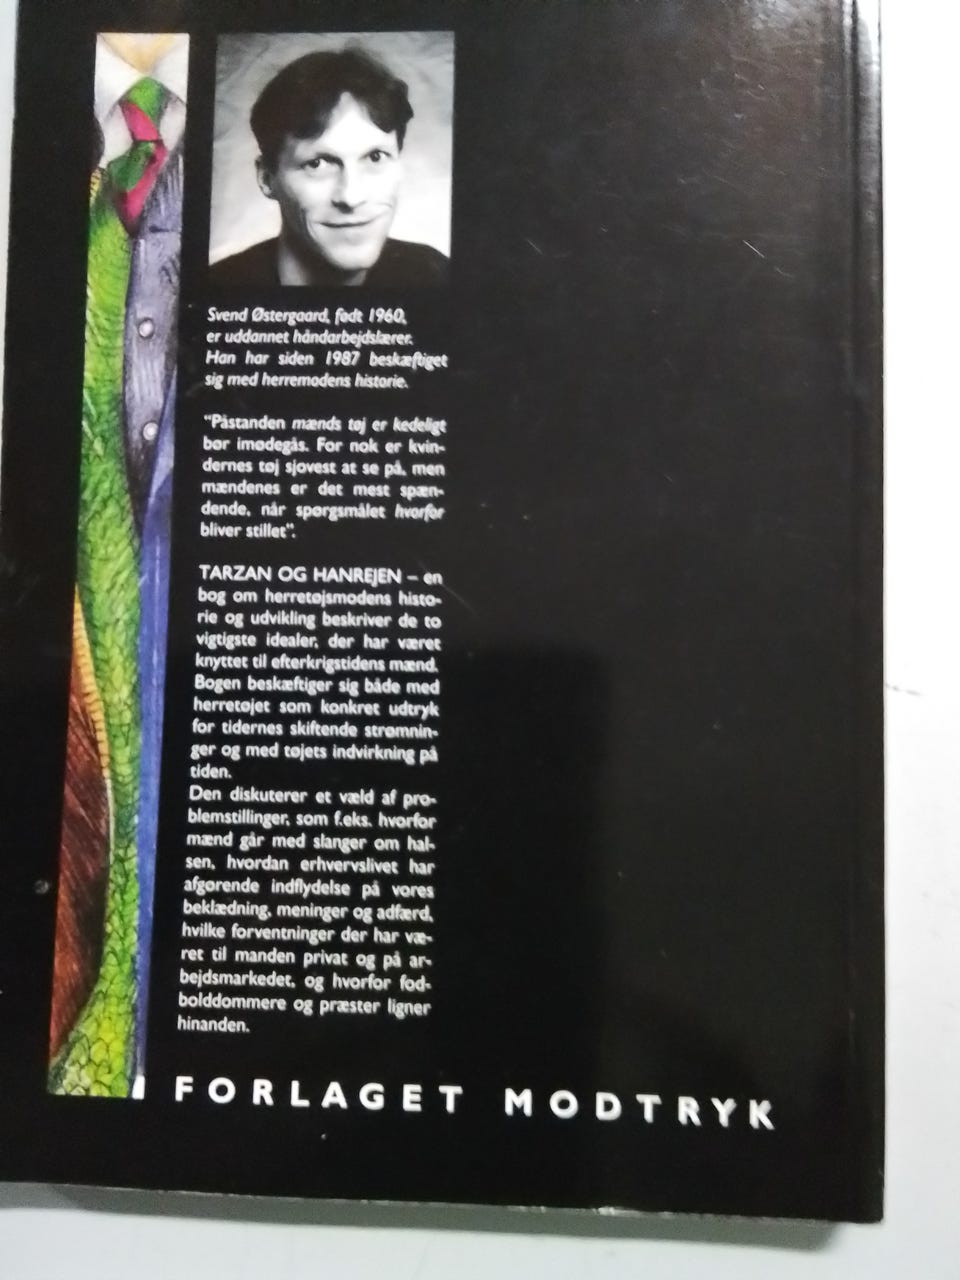 Svend Østergaard, født 1960,
er uddannet håndarbejdslærer.
Han har siden 1987 beskæftiget
sig med herremodens historie.
"Påstanden mænds tøj er kedeligt
bør imødegås. For nok er kvin-
dernes tøj sjovest at se på, men
mændenes er det mest spæn-
dende, når spørgsmålet hvorfor
bliver stillet".
TARZAN OG HANREJEN – en
bog om herretøjsmodens histo-
rie og udvikling beskriver de to
vigtigste idealer, der har været
knyttet til efterkrigstidens mænd.
Bogen beskæftiger sig både med
herretøjet som konkret udtryk
for tidernes skiftende strømnin-
ger og med tøjets indvirkning på
tiden.
Den diskuterer et væld af pro-
blemstillinger, som f.eks. hvorfor
mænd går med slanger om hal-
sen, hvordan erhvervslivet har
afgørende indflydelse på vores
beklædning, meninger og adfærd,
hvilke forventninger der har væ-
ret til manden privat og på ar-
bejdsmarkedet, og hvorfor fod-
bolddommere og præster ligner
hinanden.
FORLAGET MODTRYK